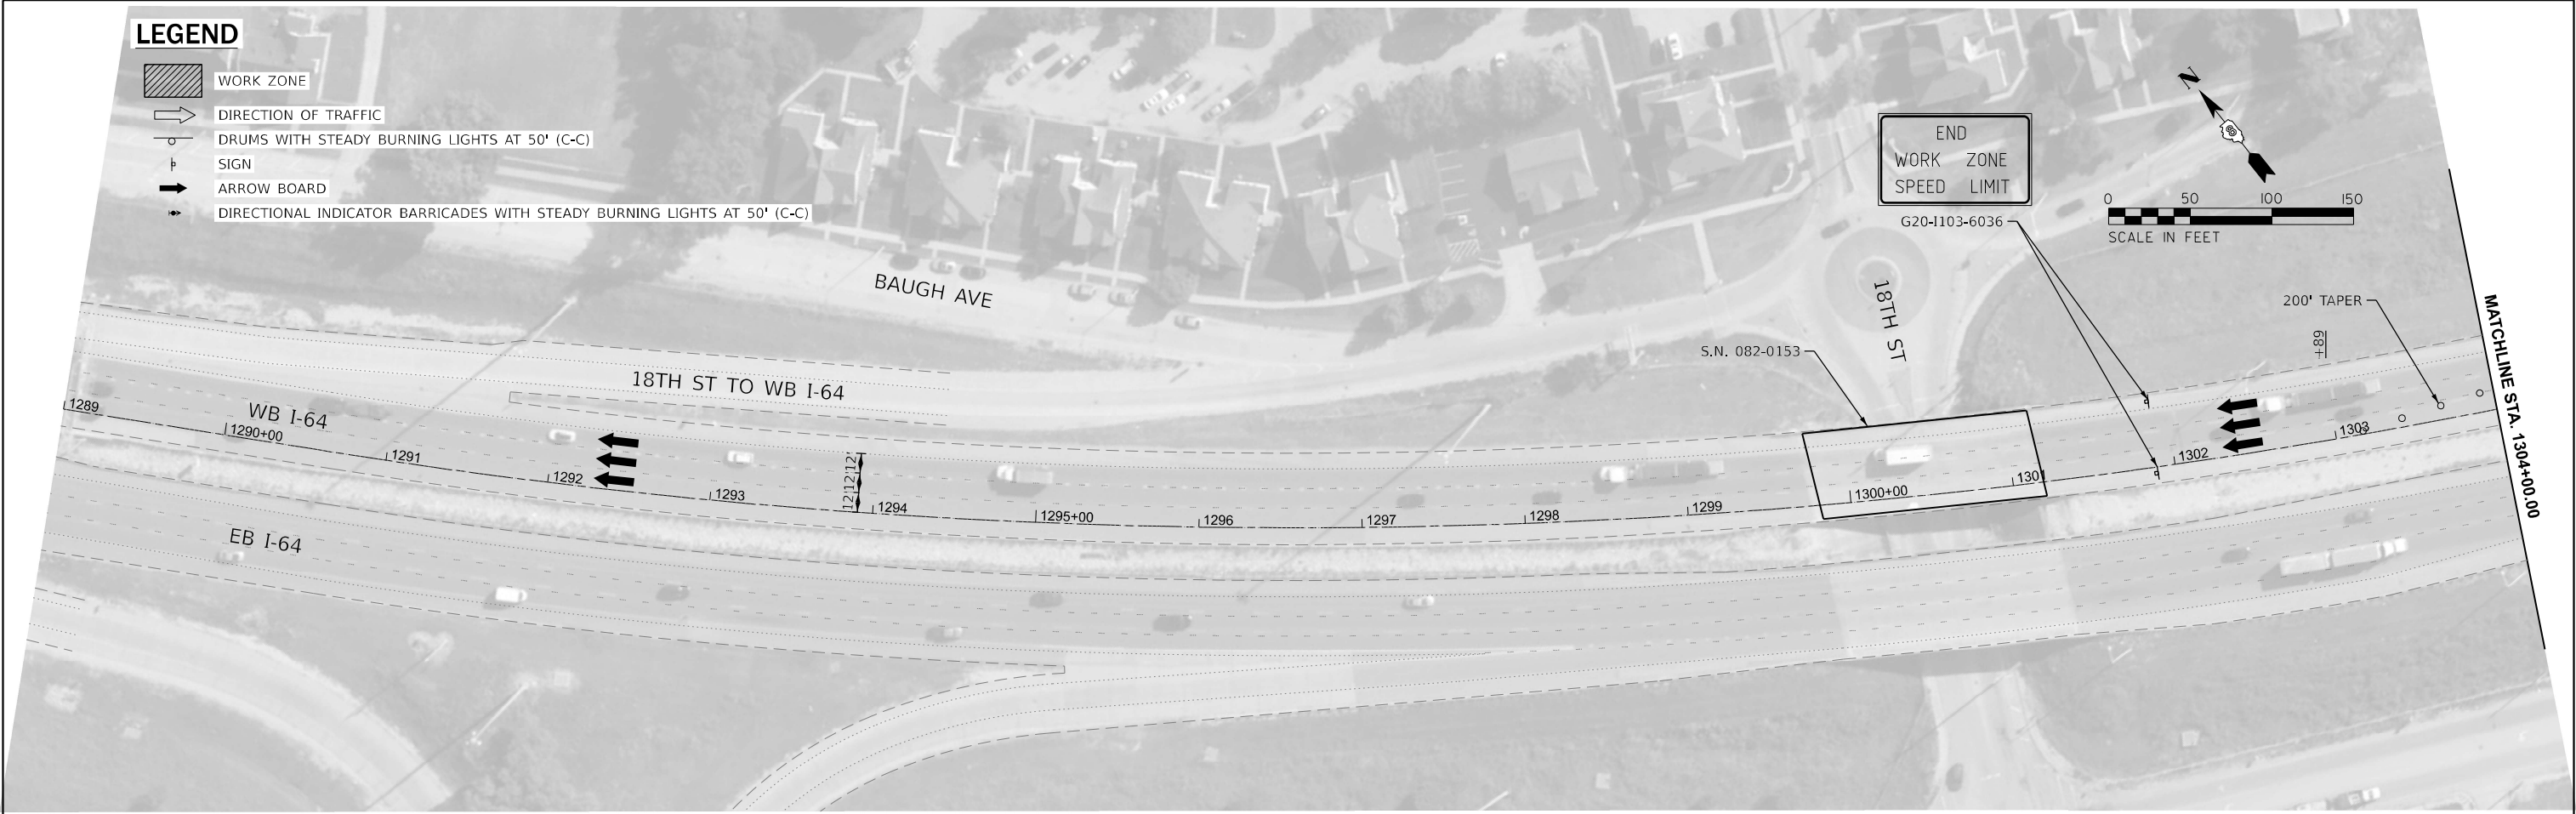 LEGEND
WORK ZONE
DIRECTION OF TRAFFIC
DRUMS WITH STEADY BURNING LIGHTS AT 50' (C-C)
SIGN
ARROW BOARD
DIRECTIONAL INDICATOR BARRICADES WITH STEADY BURNING LIGHTS AT 50' (C-C)
END
WORK ZONE
SPEED LIMIT
G20-I103-6036
N
0 50 100 150
SCALE IN FEET
BAUGH AVE
18TH ST
200' TAPER
+89
MATCHLINE STA. 1304+00.00
S.N. 082-0153
18TH ST TO WB I-64
WB I-64
EB I-64
12' 12' 12'
1289
1290+00
1291
1292
1293
1294
1295+00
1296
1297
1298
1299
1300+00
1301
1302
1303